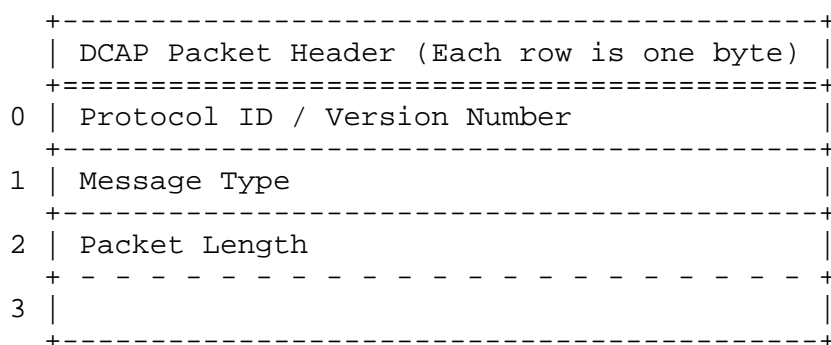 +-------------------------------------------+
| DCAP Packet Header (Each row is one byte) |
+===========================================+
0 | Protocol ID / Version Number |
+-------------------------------------------+
1 | Message Type |
+-------------------------------------------+
2 | Packet Length |
+ - - - - - - - - - - - - - - - - - - - - - +
3 | |
+-------------------------------------------+